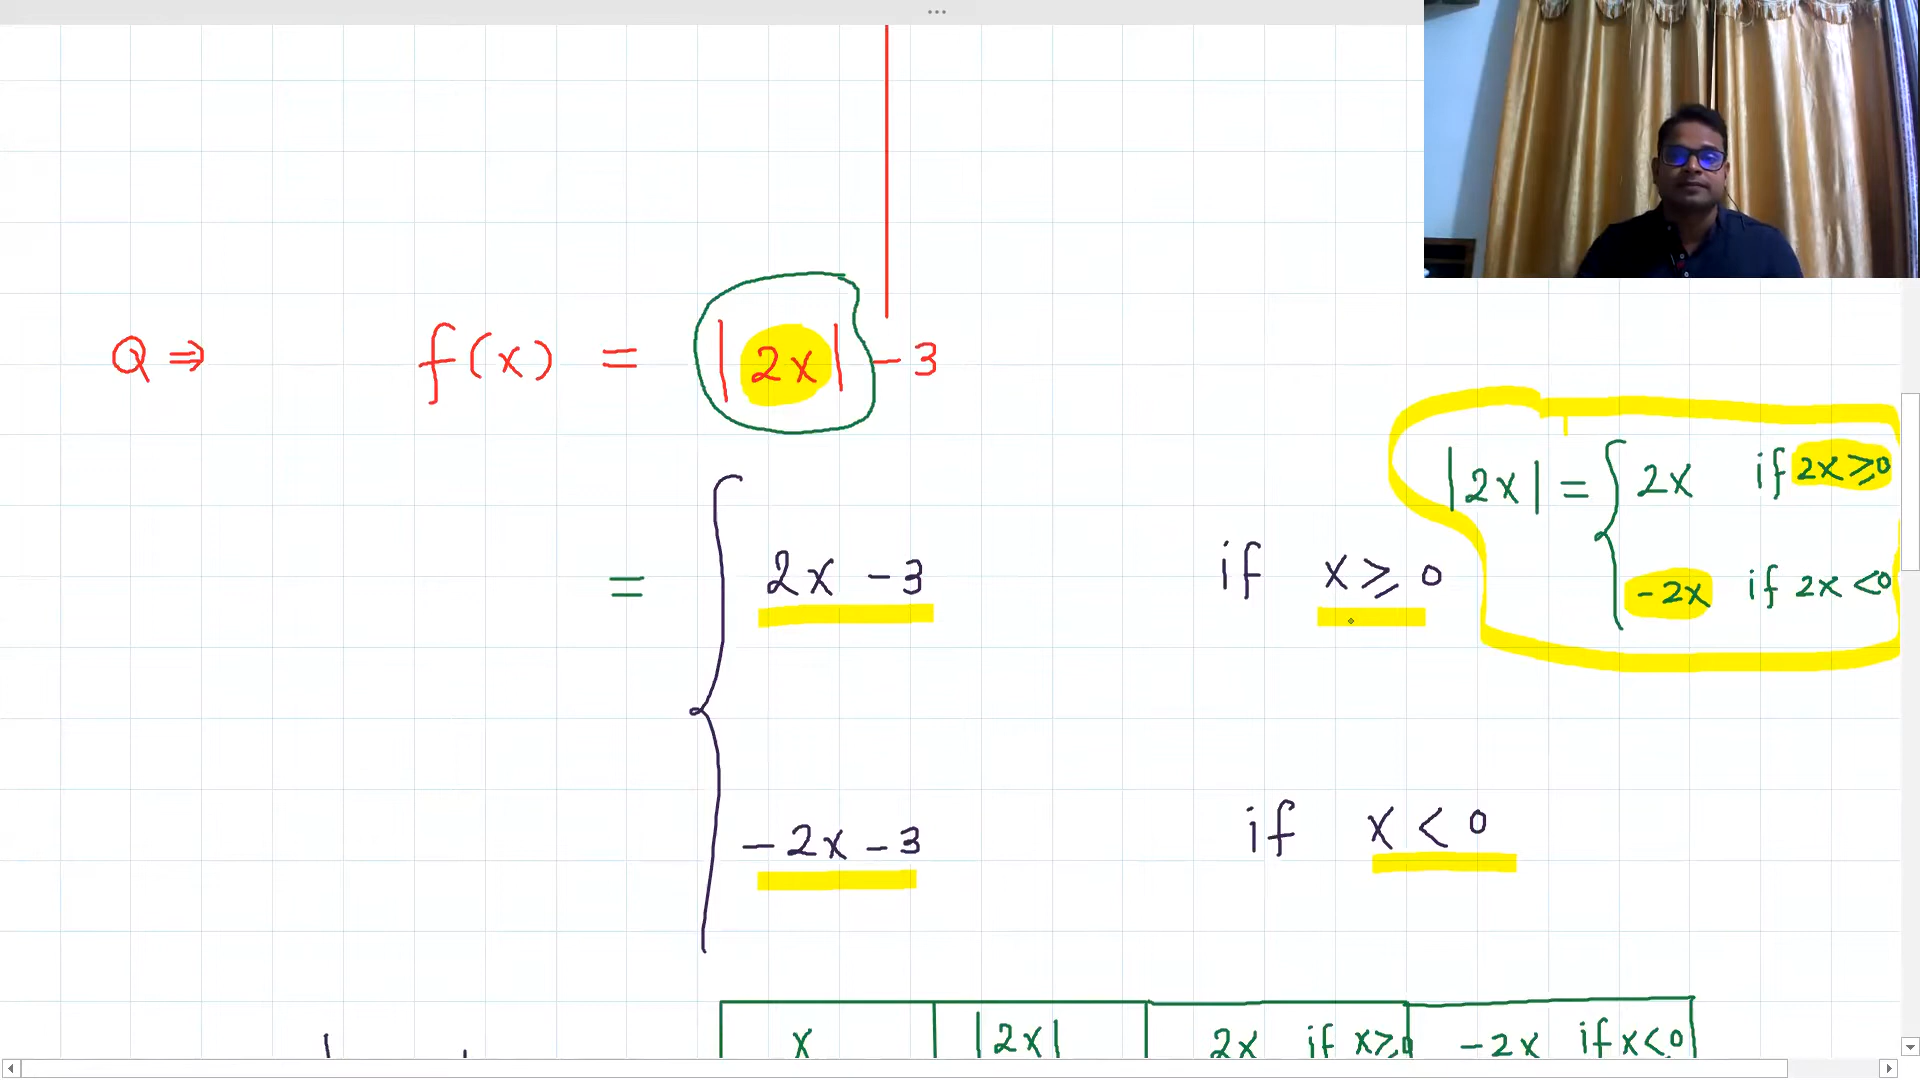 Q ⇒ f(x) = |2x| - 3
|2x| = { 2x if 2x ⩾ 0
-2x if 2x < 0
= { 2x - 3 if x ⩾ 0
-2x - 3 if x < 0
x |2x| 2x if x ⩾ 0 -2x if x < 0